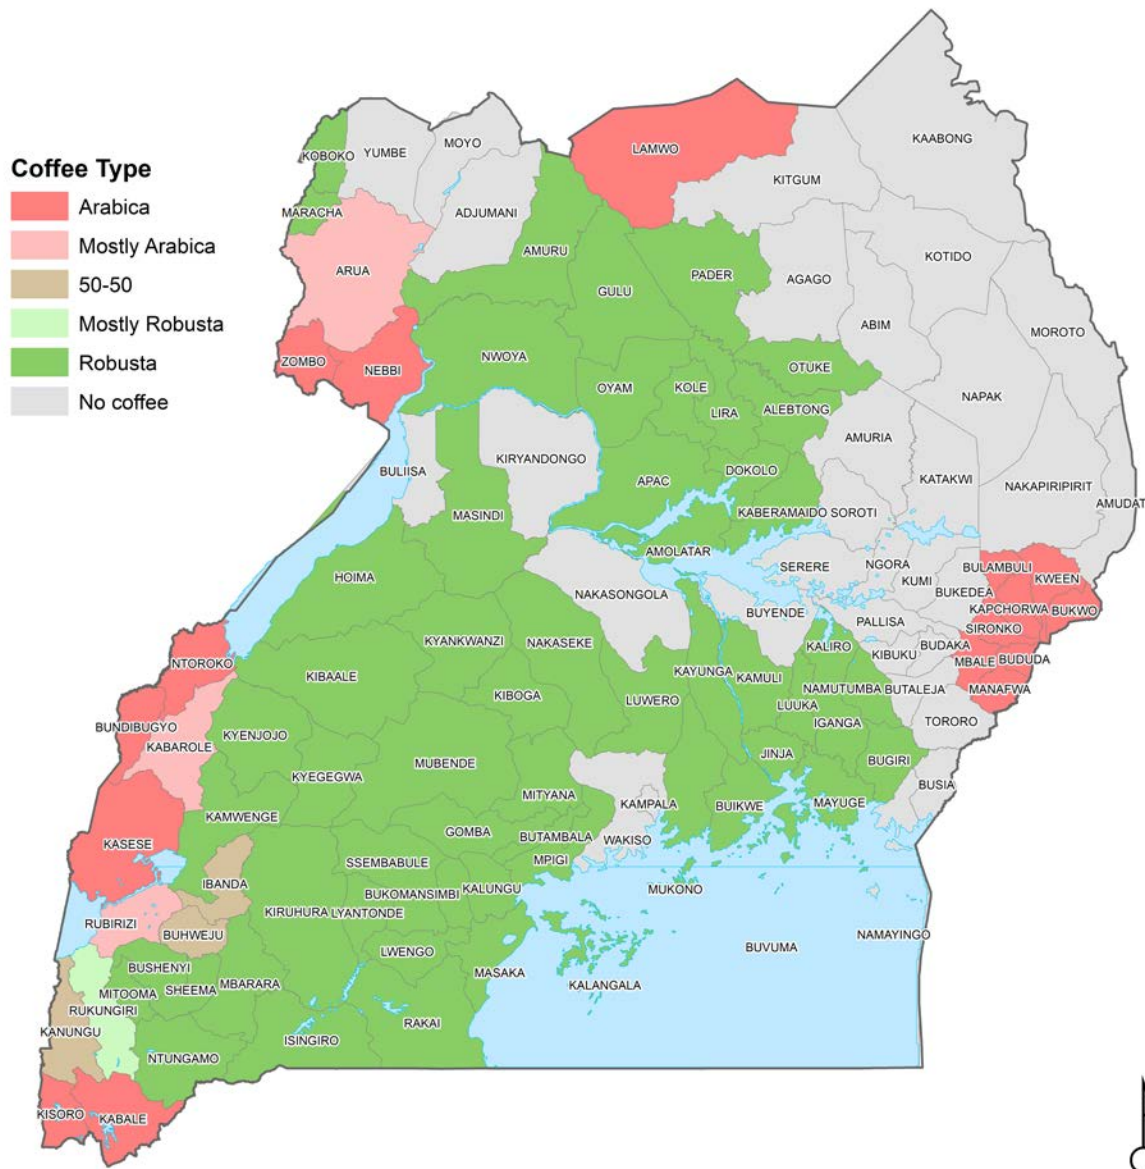 Coffee Type
Arabica
Mostly Arabica
50-50
Mostly Robusta
Robusta
No coffee
KAABONG
LAMWO
MOYO
KOBOKO
YUMBE
KITGUM
MARACHA
ADJUMANI
AMURU
KOTIDO
ARUA
PADER
AGAGO
GULU
ABIM
MOROTO
NWOYA
ZOMBO
NEBBI
OTUKE
OYAM
KOLE
NAPAK
LIRA
ALEBTONG
AMURIA
KIRYANDONGO
BULIISA
DOKOLO
KATAKWI
APAC
NAKAPIRIPIRIT
AMUDAT
MASINDI
KABERAMAIDO
SOROTI
AMOLATAR
HOIMA
SERERE
NGORA
BULAMBULI
KWEEN
KUMI
BUKEDEA
NAKASONGOLA
KAPCHORWA
BUKWO
BUYENDE
PALLISA
SIRONKO
KYANKWANZI
NAKASEKE
KALIRO
BUDAKA
KIBUKU
MBALE
BUDUDA
NTOROKO
KIBAALE
KAYUNGA
KAMULI
NAMUTUMBA
BUTALEJA
MANAFWA
KIBOGA
LUWERO
LUUKA
BUNDIBUGYO
KYENJOJO
IGANGA
TORORO
KABAROLE
JINJA
BUGIRI
MUBENDE
KYEGEGWA
BUSIA
MITYANA
KAMPALA
BUIKWE
MAYUGE
KAMWENGE
GOMBA
BUTAMBALA
WAKISO
KASESE
SSEMBABULE
MPIGI
IBANDA
BUKOMANSIMBI
KALUNGU
MUKONO
KIRUHURA
LYANTONDE
RUBIRIZI
BUHWEJU
NAMAYINGO
BUVUMA
LWENGO
BUSHENYI
MASAKA
MBARARA
SHEEMA
MITOOMA
KALANGALA
RUKUNGIRI
KANUNGU
RAKAI
ISINGIRO
NTUNGAMO
KISORO
KABALE